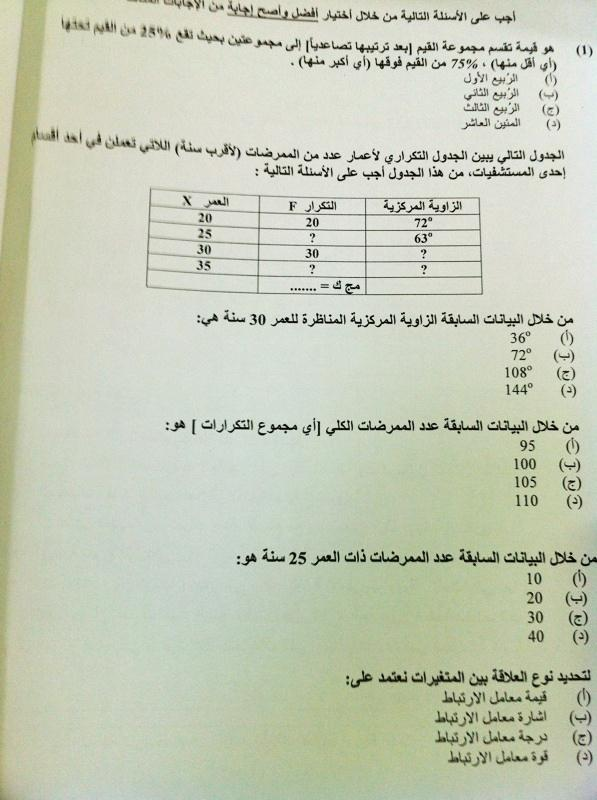 أجب على الأسئلة التالية من خلال أختيار أفضل وأصح إجابة من الإجابات
(1) هو قيمة تقسم مجموعة القيم [بعد ترتيبها تصاعدياً] إلى مجموعتين بحيث تقع 25% من القيم تحتها
(أي أقل منها) ، 75% من القيم فوقها (أي أكبر منها) .
(أ) الرُبيع الأول
(ب) الرُبيع الثاني
(ج) الرُبيع الثالث
(د) المئين العاشر
الجدول التالي يبين الجدول التكراري لأعمار عدد من الممرضات (لأقرب سنة) اللاتي تعملن في أحد أقسام
إحدى المستشفيات، من هذا الجدول أجب على الأسئلة التالية :
العمر X التكرار F الزاوية المركزية
20 20 72°
25 ? 63°
30 30 ?
35 ? ?
مج ك = .......
من خلال البيانات السابقة الزاوية المركزية المناظرة للعمر 30 سنة هي:
(أ) 36°
(ب) 72°
(ج) 108°
(د) 144°
من خلال البيانات السابقة عدد الممرضات الكلي [أي مجموع التكرارات ] هو:
(أ) 95
(ب) 100
(ج) 105
(د) 110
من خلال البيانات السابقة عدد الممرضات ذات العمر 25 سنة هو:
(أ) 10
(ب) 20
(ج) 30
(د) 40
لتحديد نوع العلاقة بين المتغيرات نعتمد على:
(أ) قيمة معامل الارتباط
(ب) اشارة معامل الارتباط
(ج) درجة معامل الارتباط
(د) قوة معامل الارتباط